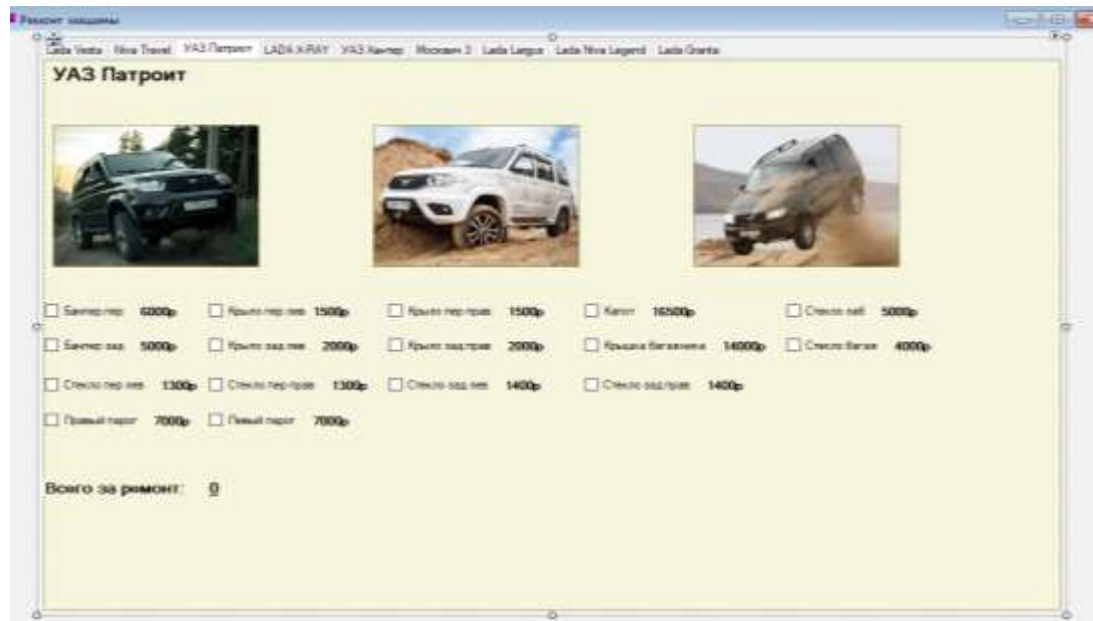 Ремонт машины
Lada Vesta Niva Travel УАЗ Патриот LADA X-RAY УАЗ Хантер Москвич 3 Lada Largus Lada Niva Legend Lada Granta
УАЗ Патроит
Бампер пер 6000р Крыло пер лев 1500р Крыло пер прав 1500р Капот 16500р Стекло лоб 5000р
Бампер зад 5000р Крыло зад лев 2000р Крыло зад прав 2000р Крышка багажника 14000р Стекло багаж 4000р
Стекло пер лев 1300р Стекло пер прав 1300р Стекло зад лев 1400р Стекло зад прав 1400р
Правый порог 7000р Левый порог 7000р
Всего за ремонт: 0